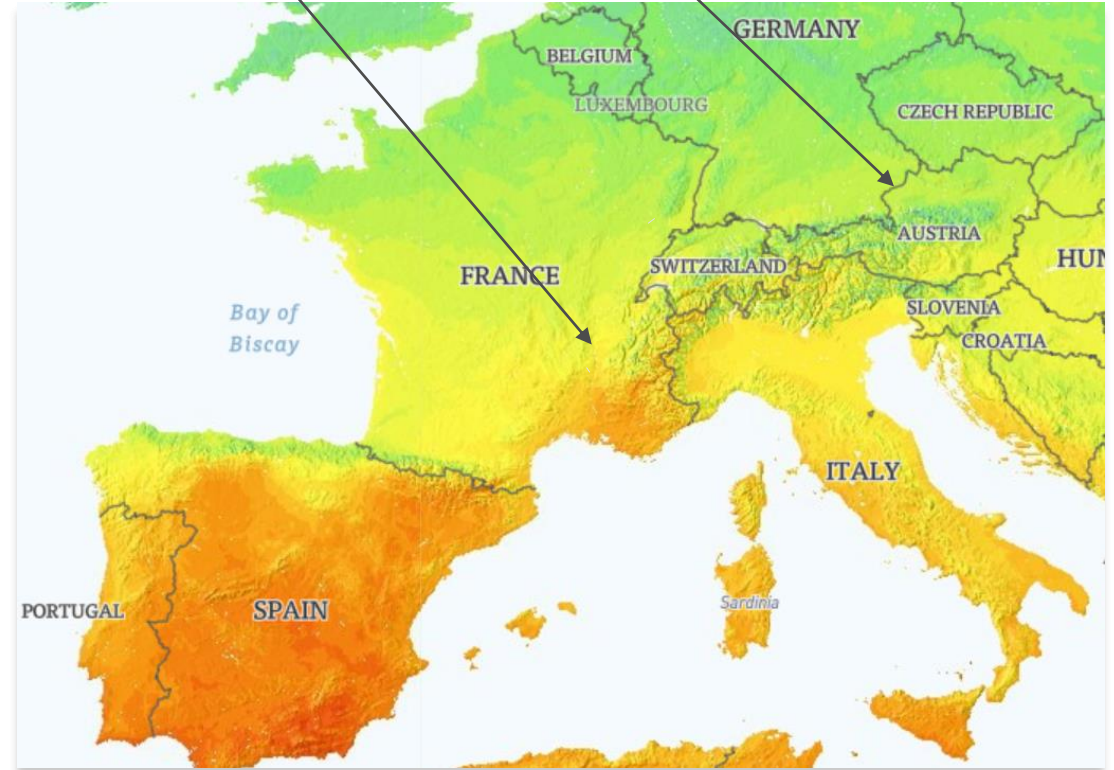 GERMANY
BELGIUM
LUXEMBOURG
CZECH REPUBLIC
AUSTRIA
SWITZERLAND
FRANCE
HUN
SLOVENIA
CROATIA
Bay of
Biscay
ITALY
Sardinia
PORTUGAL
SPAIN